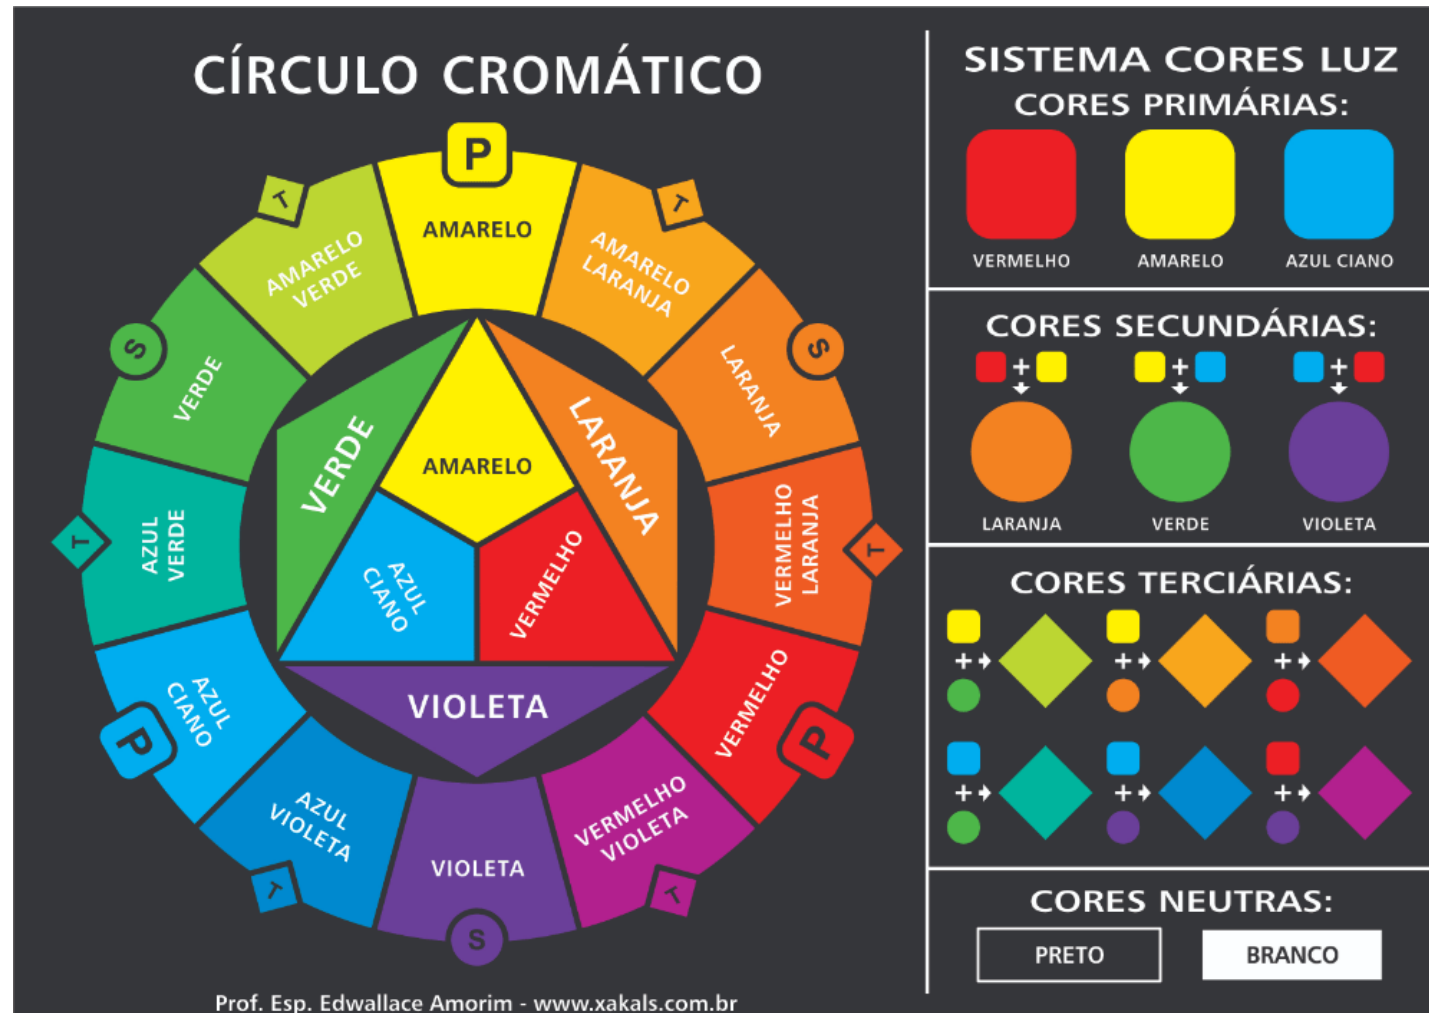 CÍRCULO CROMÁTICO
P
AMARELO
T
AMARELO
LARANJA
S
LARANJA
T
VERMELHO
LARANJA
P
VERMELHO
T
VERMELHO
VIOLETA
S
VIOLETA
T
AZUL
VIOLETA
P
AZUL
CIANO
T
AZUL
VERDE
S
VERDE
T
AMARELO
VERDE
VERDE
LARANJA
VIOLETA
AMARELO
AZUL
CIANO
VERMELHO
Prof. Esp. Edwallace Amorim - www.xakals.com.br
SISTEMA CORES LUZ
CORES PRIMÁRIAS:
VERMELHO AMARELO AZUL CIANO
CORES SECUNDÁRIAS:
+ + +
LARANJA VERDE VIOLETA
CORES TERCIÁRIAS:
+ + +
+ + +
CORES NEUTRAS:
PRETO BRANCO